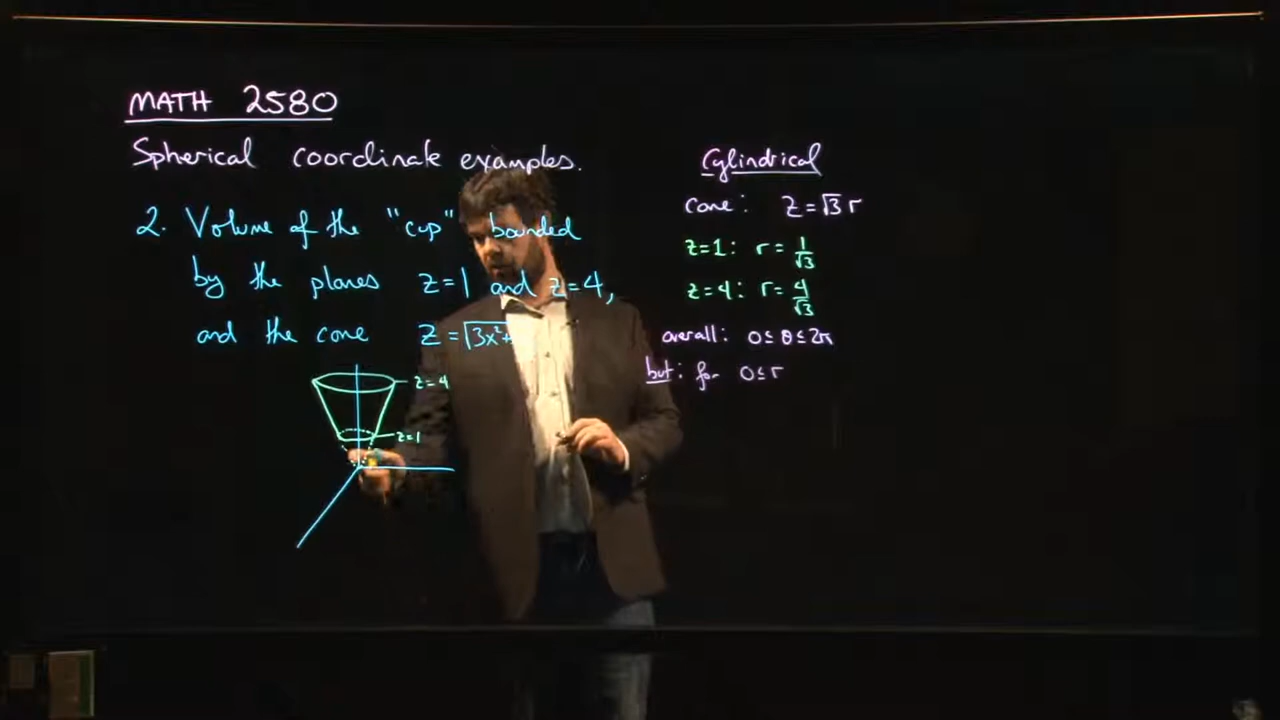 MATH 2580
Spherical coordinate examples.
2. Volume of the "cup" bounded
by the planes z=1 and z=4,
and the cone z=√3x²+
z=4
z=1
Cylindrical
cone: z=√3 r
z=1: r=1/√3
z=4: r=4/√3
overall: 0≤θ≤2π
but: for 0≤r